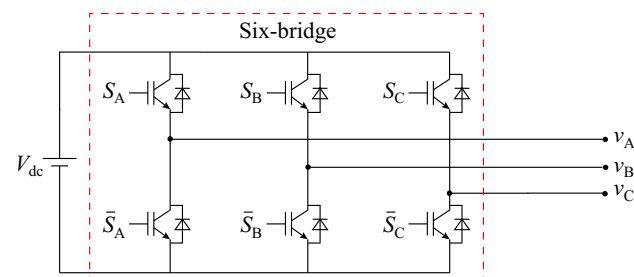 Six-bridge
S_A S_B S_C
v_A
V_dc
v_B
v_C
S̄_A S̄_B S̄_C